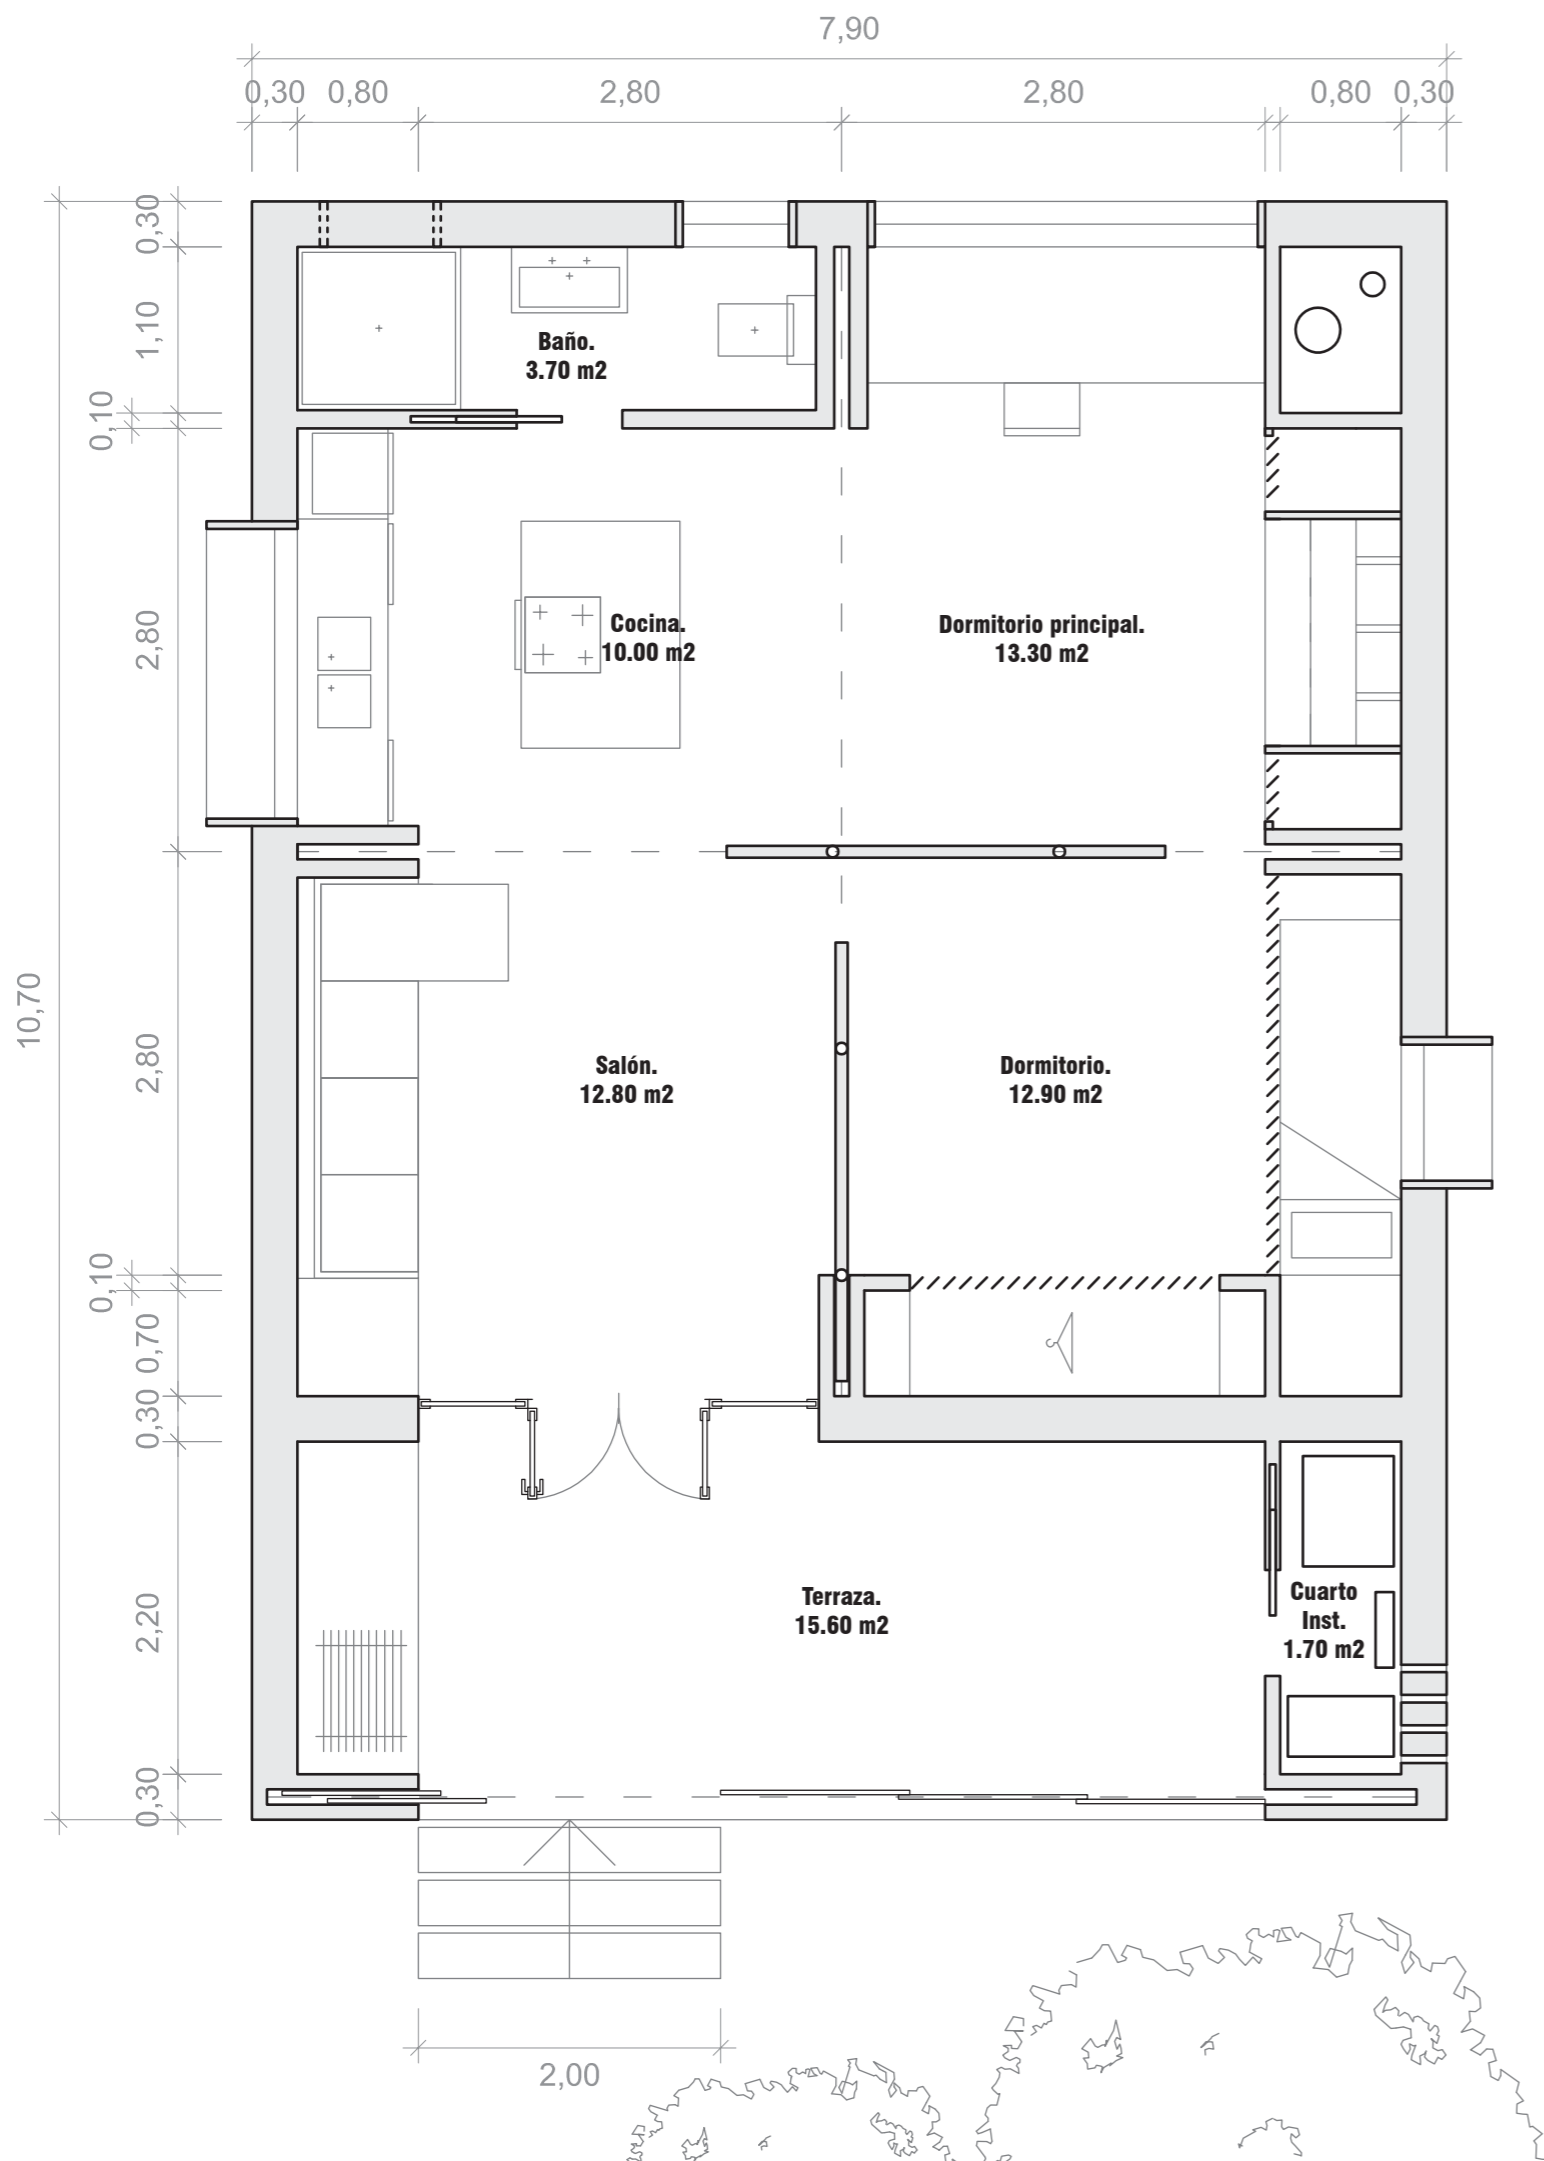 7,90
0,30
0,80
2,80
2,80
0,80
0,30
0,30
1,10
0,10
2,80
10,70
2,80
0,10
0,70
0,30
2,20
0,30
Baño.
3.70 m2
Cocina.
10.00 m2
Dormitorio principal.
13.30 m2
Salón.
12.80 m2
Dormitorio.
12.90 m2
Terraza.
15.60 m2
Cuarto
Inst.
1.70 m2
2,00